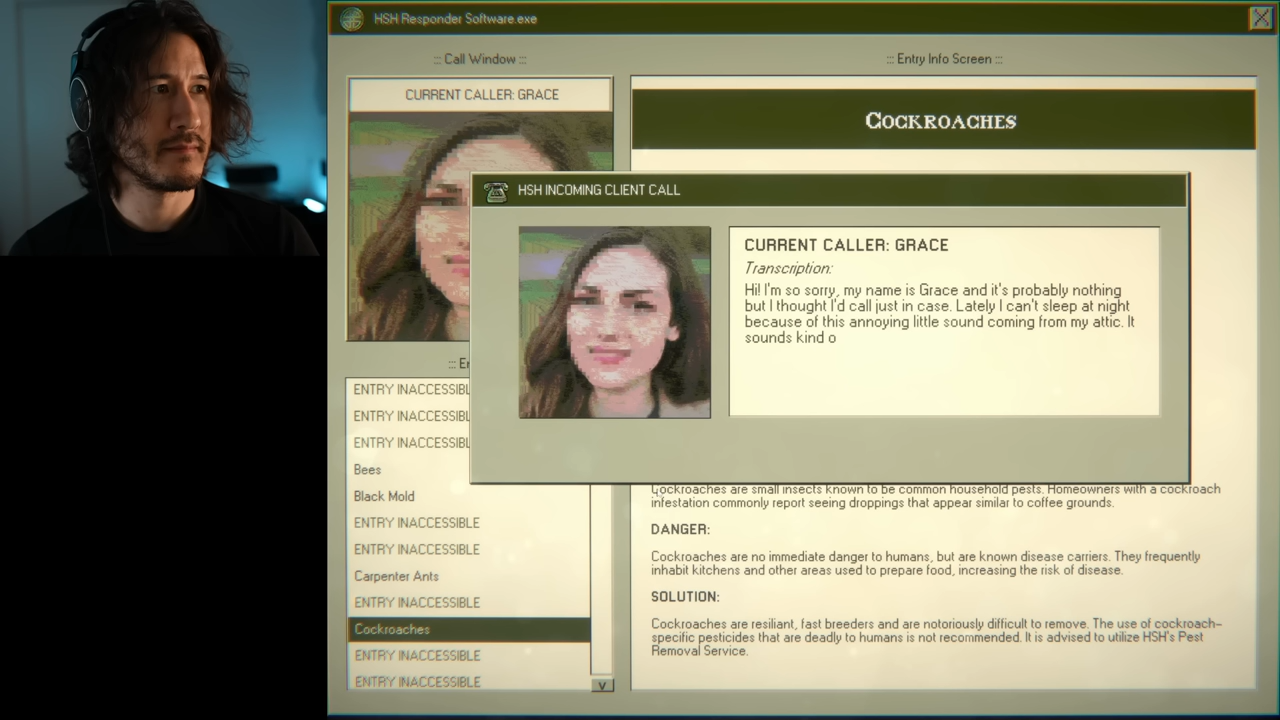 HSH Responder Software.exe
::: Call Window :::
::: Entry Info Screen :::
CURRENT CALLER: GRACE
COCKROACHES
HSH INCOMING CLIENT CALL
CURRENT CALLER: GRACE
Transcription:
Hi! I'm so sorry, my name is Grace and it's probably nothing
but I thought I'd call just in case. Lately I can't sleep at night
because of this annoying little sound coming from my attic. It
sounds kind o
::: E
ENTRY INACCESSIBL
ENTRY INACCESSIBL
ENTRY INACCESSIBL
Bees
Black Mold
ENTRY INACCESSIBLE
ENTRY INACCESSIBLE
Carpenter Ants
ENTRY INACCESSIBLE
Cockroaches
ENTRY INACCESSIBLE
ENTRY INACCESSIBLE
V
Cockroaches are small insects known to be common household pests. Homeowners with a cockroach
infestation commonly report seeing droppings that appear similar to coffee grounds.
DANGER:
Cockroaches are no immediate danger to humans, but are known disease carriers. They frequently
inhabit kitchens and other areas used to prepare food, increasing the risk of disease.
SOLUTION:
Cockroaches are resiliant, fast breeders and are notoriously difficult to remove. The use of cockroach-
specific pesticides that are deadly to humans is not recommended. It is advised to utilize HSH's Pest
Removal Service.